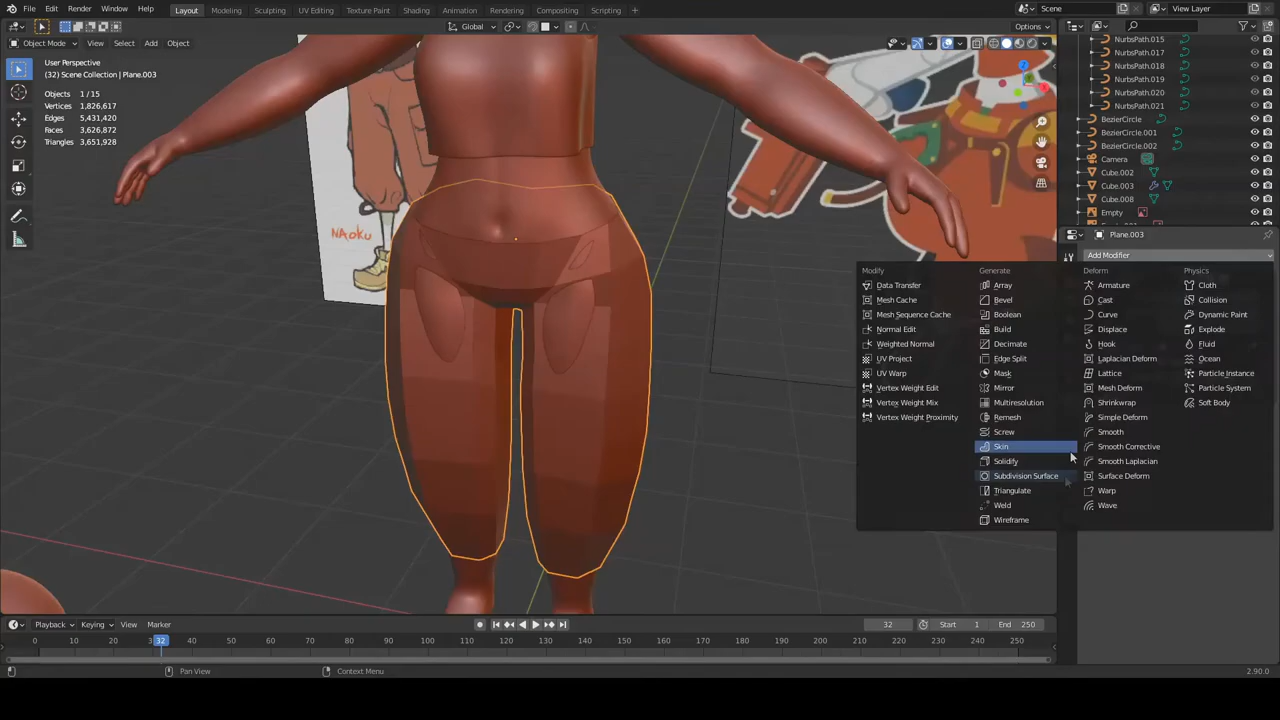 File Edit Render Window Help Layout Modeling Sculpting UV Editing Texture Paint Shading Animation Rendering Compositing Scripting Scene View Layer
Global Options
Object Mode View Select Add Object
User Perspective
(32) Scene Collection | Plane.003
Objects 1 / 15
Vertices 1,826,617
Edges 5,431,420
Faces 3,626,872
Triangles 3,651,928
NAOKU
NurbsPath.015
NurbsPath.017
NurbsPath.018
NurbsPath.019
NurbsPath.020
NurbsPath.021
BezierCircle
BezierCircle.001
BezierCircle.002
Camera
Cube.002
Cube.003
Cube.008
Empty
Plane.003
Add Modifier
Modify
Data Transfer
Mesh Cache
Mesh Sequence Cache
Normal Edit
Weighted Normal
UV Project
UV Warp
Vertex Weight Edit
Vertex Weight Mix
Vertex Weight Proximity
Generate
Array
Bevel
Boolean
Build
Decimate
Edge Split
Mask
Mirror
Multiresolution
Remesh
Screw
Skin
Solidify
Subdivision Surface
Triangulate
Weld
Wireframe
Deform
Armature
Cast
Curve
Displace
Hook
Laplacian Deform
Lattice
Mesh Deform
Shrinkwrap
Simple Deform
Smooth
Smooth Corrective
Smooth Laplacian
Surface Deform
Warp
Wave
Physics
Cloth
Collision
Dynamic Paint
Explode
Fluid
Ocean
Particle Instance
Particle System
Soft Body
Playback Keying View Marker 32 Start 1 End 250
0 10 20 3 32 40 50 60 70 80 90 100 110 120 130 140 150 160 170 180 190 200 210 220 230 240 250
Pan View Context Menu 2.90.0